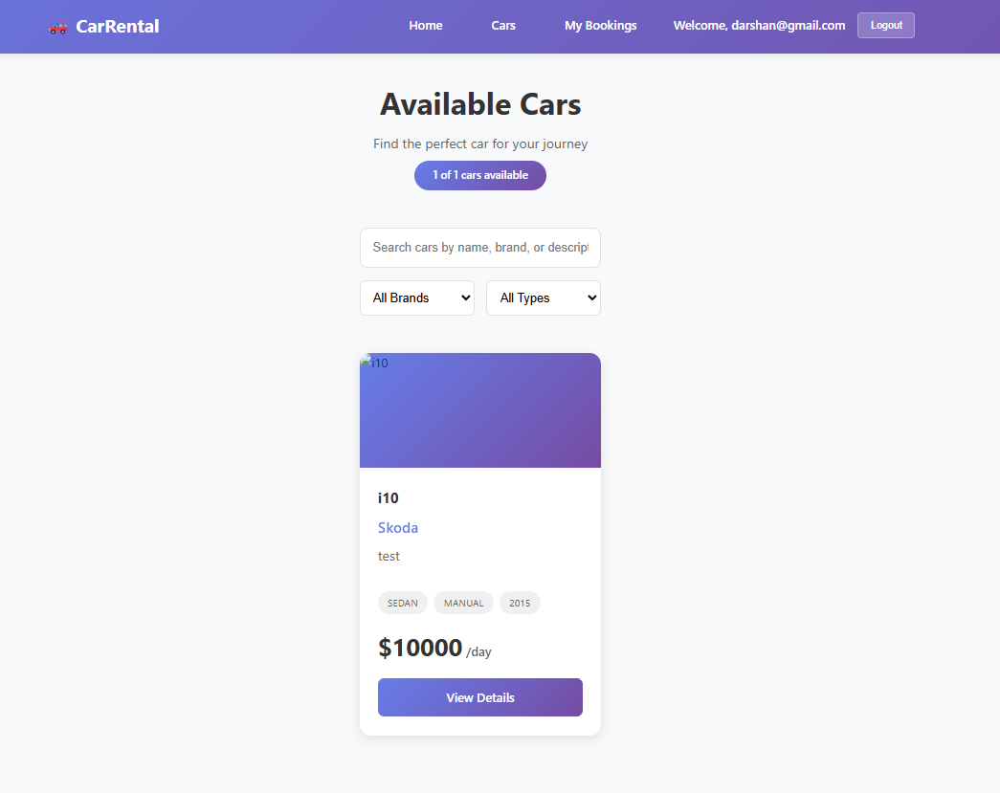 CarRental
Home
Cars
My Bookings
Welcome, darshan@gmail.com
Logout
Available Cars
Find the perfect car for your journey
1 of 1 cars available
Search cars by name, brand, or descript
All Brands
All Types
i10
i10
Skoda
test
SEDAN
MANUAL
2015
$10000 /day
View Details